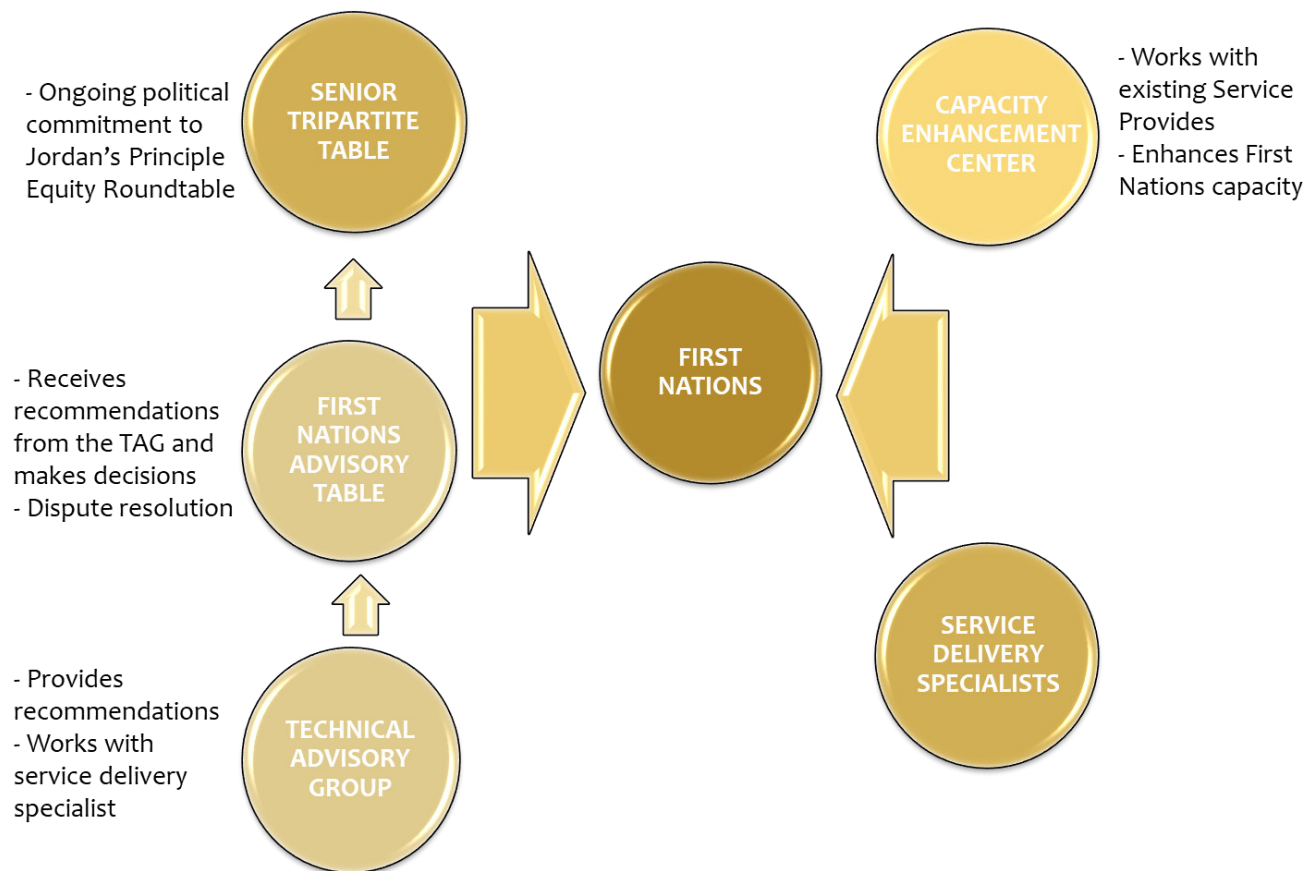 - Ongoing political
commitment to
Jordan's Principle
Equity Roundtable
SENIOR
TRIPARTITE
TABLE
CAPACITY
ENHANCEMENT
CENTER
- Works with
existing Service
Provides
- Enhances First
Nations capacity
- Receives
recommendations
from the TAG and
makes decisions
- Dispute resolution
FIRST
NATIONS
ADVISORY
TABLE
FIRST
NATIONS
- Provides
recommendations
- Works with
service delivery
specialist
TECHNICAL
ADVISORY
GROUP
SERVICE
DELIVERY
SPECIALISTS